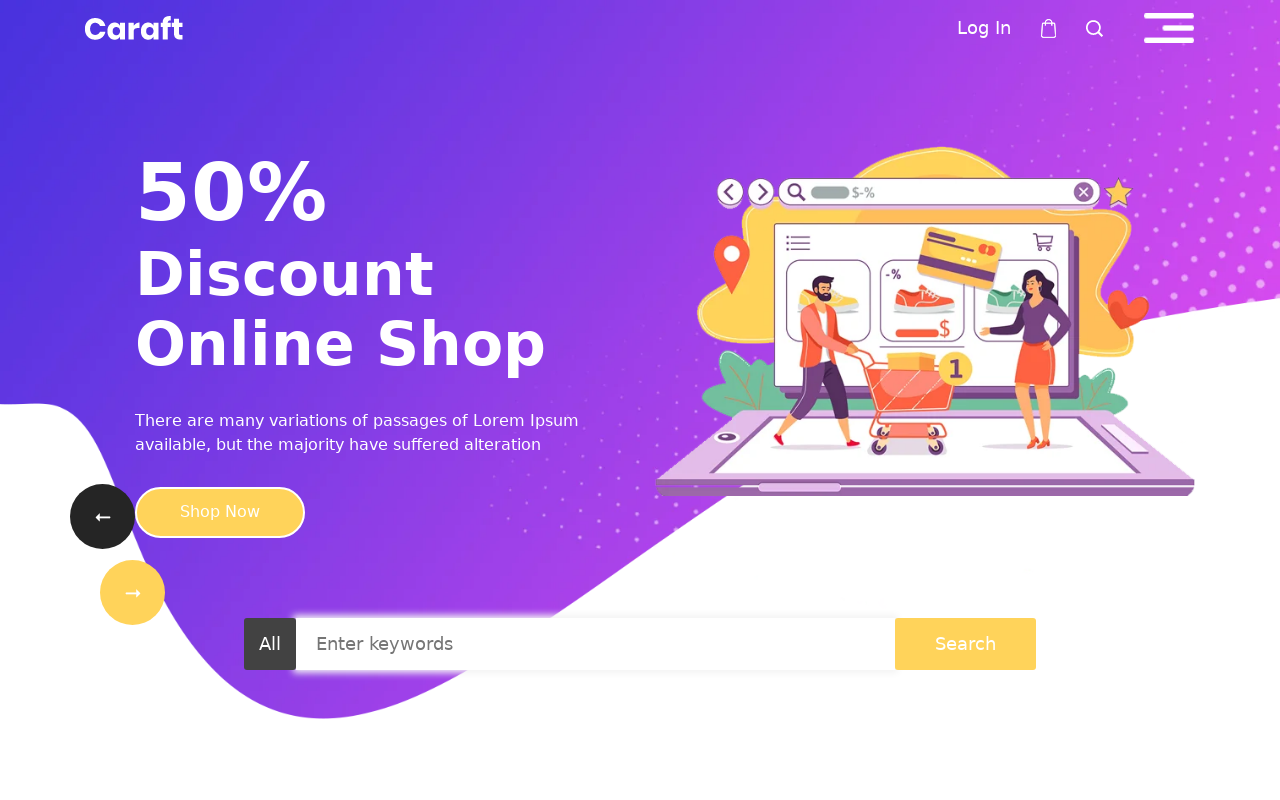 Caraft
Log In
50%
Discount
Online Shop
$-%
-%
$
1
There are many variations of passages of Lorem Ipsum
available, but the majority have suffered alteration
Shop Now
All
Enter keywords
Search